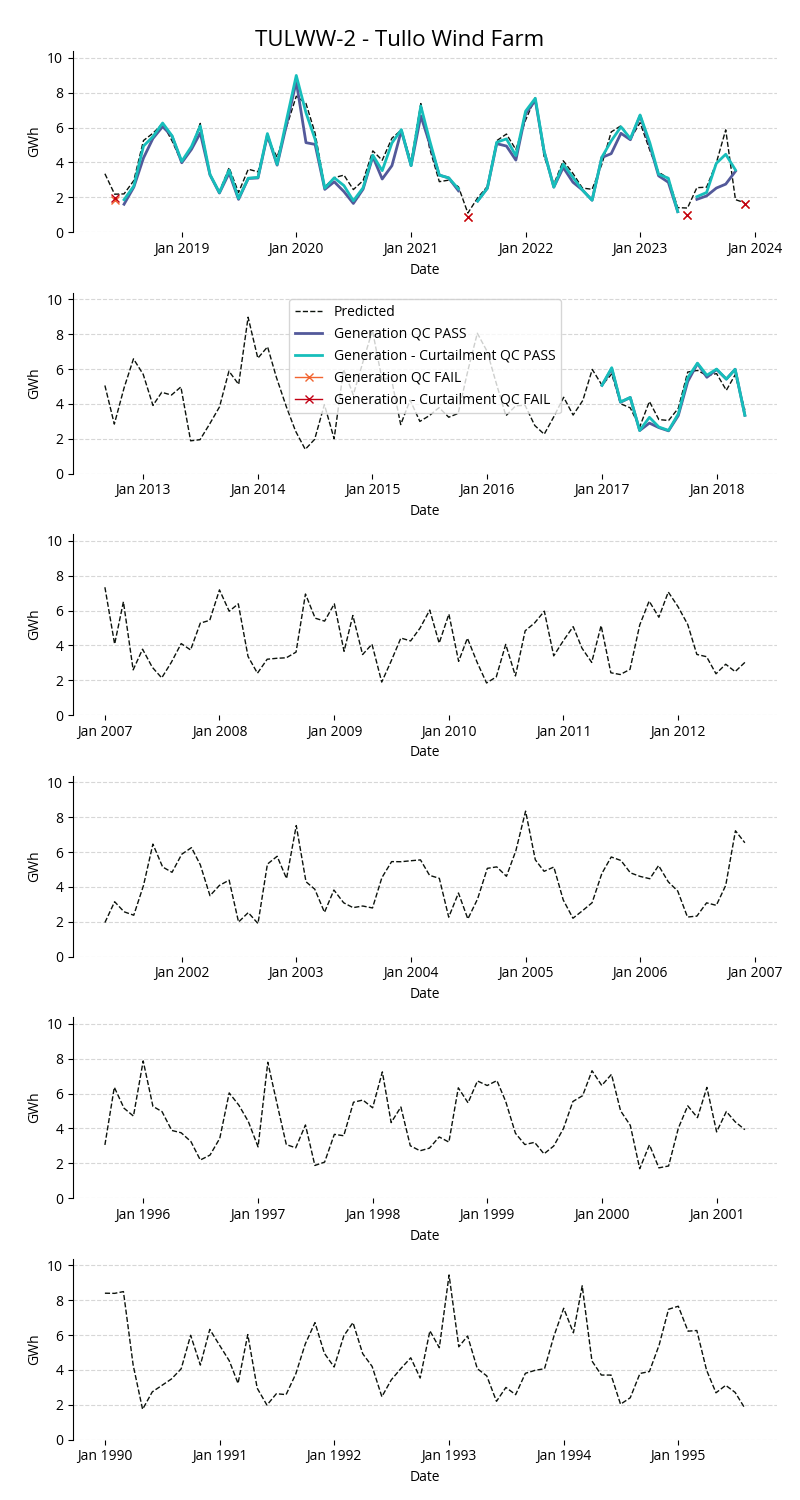 TULWW-2 - Tullo Wind Farm
10
8
6
4
2
0
GWh
Jan 2019
Jan 2020
Jan 2021
Jan 2022
Jan 2023
Jan 2024
Date
10
8
6
4
2
0
GWh
Predicted
Generation QC PASS
Generation - Curtailment QC PASS
Generation QC FAIL
Generation - Curtailment QC FAIL
Jan 2013
Jan 2014
Jan 2015
Jan 2016
Jan 2017
Jan 2018
Date
10
8
6
4
2
0
GWh
Jan 2007
Jan 2008
Jan 2009
Jan 2010
Jan 2011
Jan 2012
Date
10
8
6
4
2
0
GWh
Jan 2002
Jan 2003
Jan 2004
Jan 2005
Jan 2006
Jan 2007
Date
10
8
6
4
2
0
GWh
Jan 1996
Jan 1997
Jan 1998
Jan 1999
Jan 2000
Jan 2001
Date
10
8
6
4
2
0
GWh
Jan 1990
Jan 1991
Jan 1992
Jan 1993
Jan 1994
Jan 1995
Date